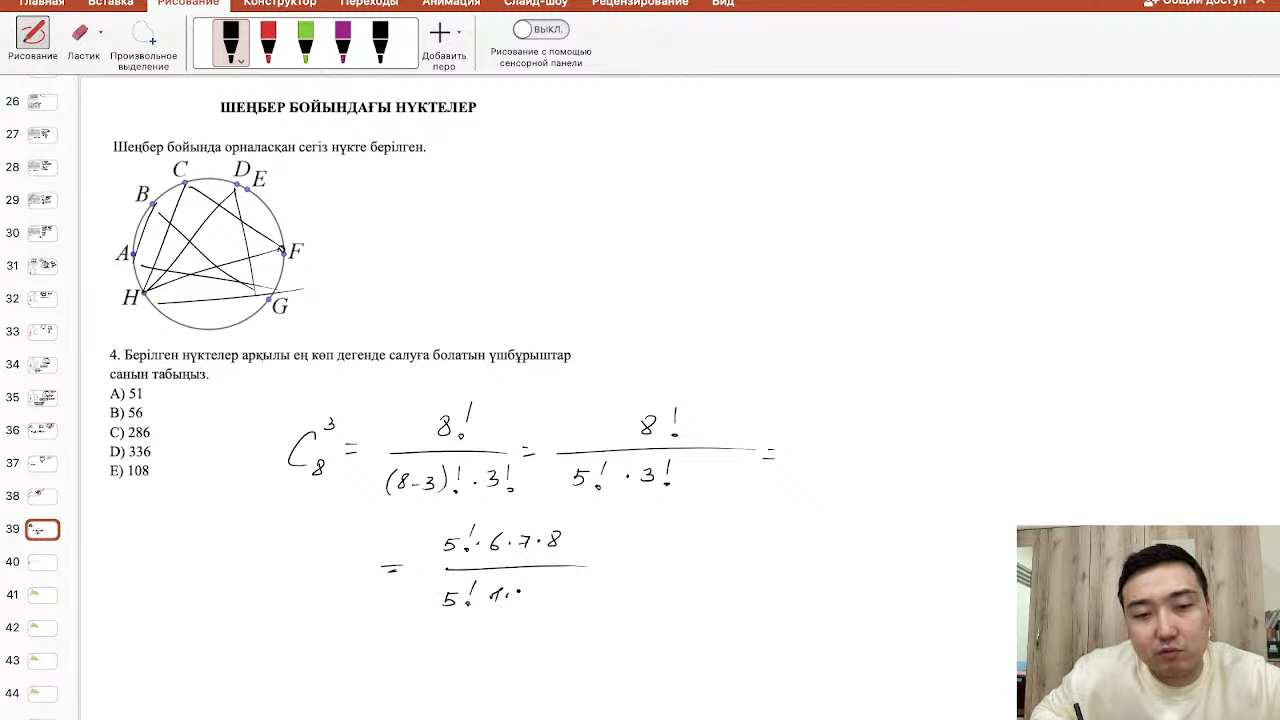 Главная Вставка Рисование Конструктор Переходы Анимация Слайд-шоу Рецензирование Вид Общий доступ
ВЫКЛ.
Рисование Ластик Произвольное выделение Добавить перо Рисование с помощью сенсорной панели
26
27
28
29
30
31
32
33
34
35
36
37
38
39
40
41
42
43
44
ШЕҢБЕР БОЙЫНДАҒЫ НҮКТЕЛЕР
Шеңбер бойында орналасқан сегіз нүкте берілген.
C D E
B
A F
H G
4. Берілген нүктелер арқылы ең көп дегенде салуға болатын үшбұрыштар
санын табыңыз.
A) 51
B) 56
C) 286
D) 336
E) 108
C₈³ = 8! / (8-3)! · 3! = 8! / 5! · 3! =
= 5! · 6 · 7 · 8 / 5!